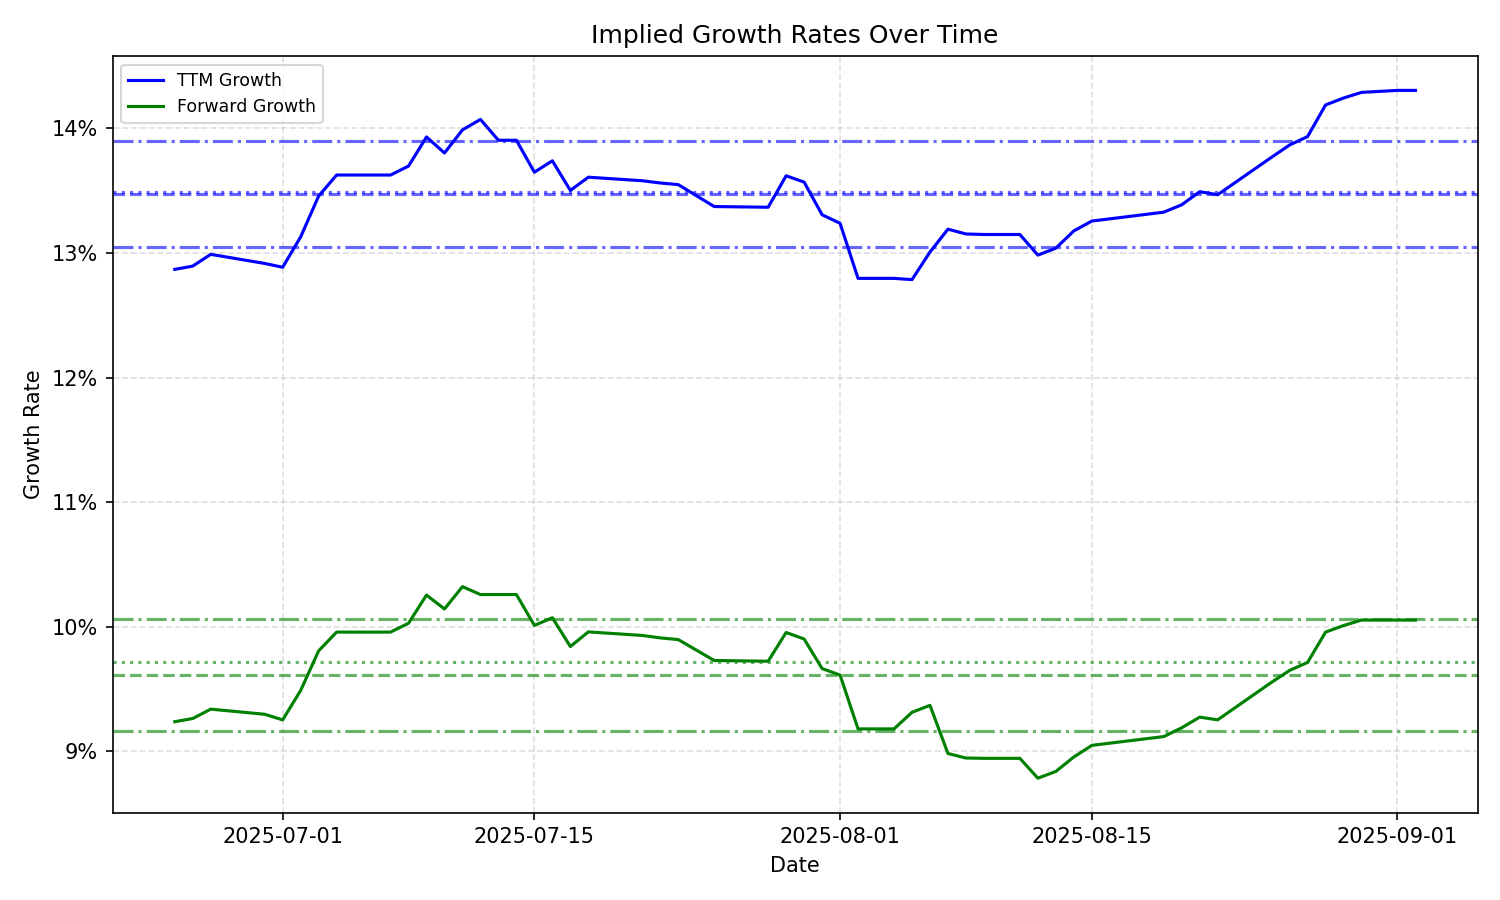 Implied Growth Rates Over Time
TTM Growth
Forward Growth
14%
13%
12%
11%
10%
9%
Growth Rate
2025-07-01
2025-07-15
2025-08-01
2025-08-15
2025-09-01
Date